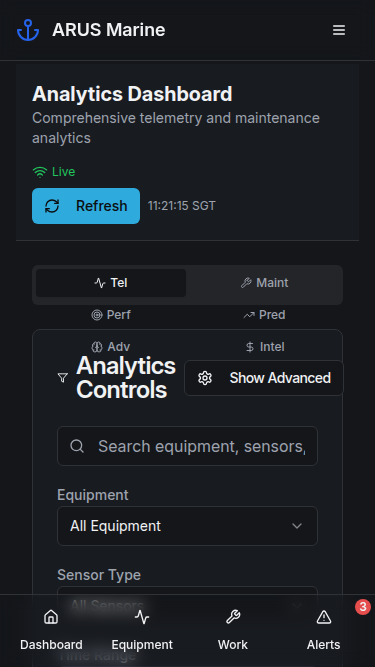 ARUS Marine
Analytics Dashboard
Comprehensive telemetry and maintenance
analytics
Live
Refresh
11:21:15 SGT
Tel
Maint
Perf
Pred
Adv
Intel
Analytics
Controls
Show Advanced
Search equipment, sensors,
Equipment
All Equipment
Sensor Type
All Sensors
Time Range
3
Dashboard
Equipment
Work
Alerts